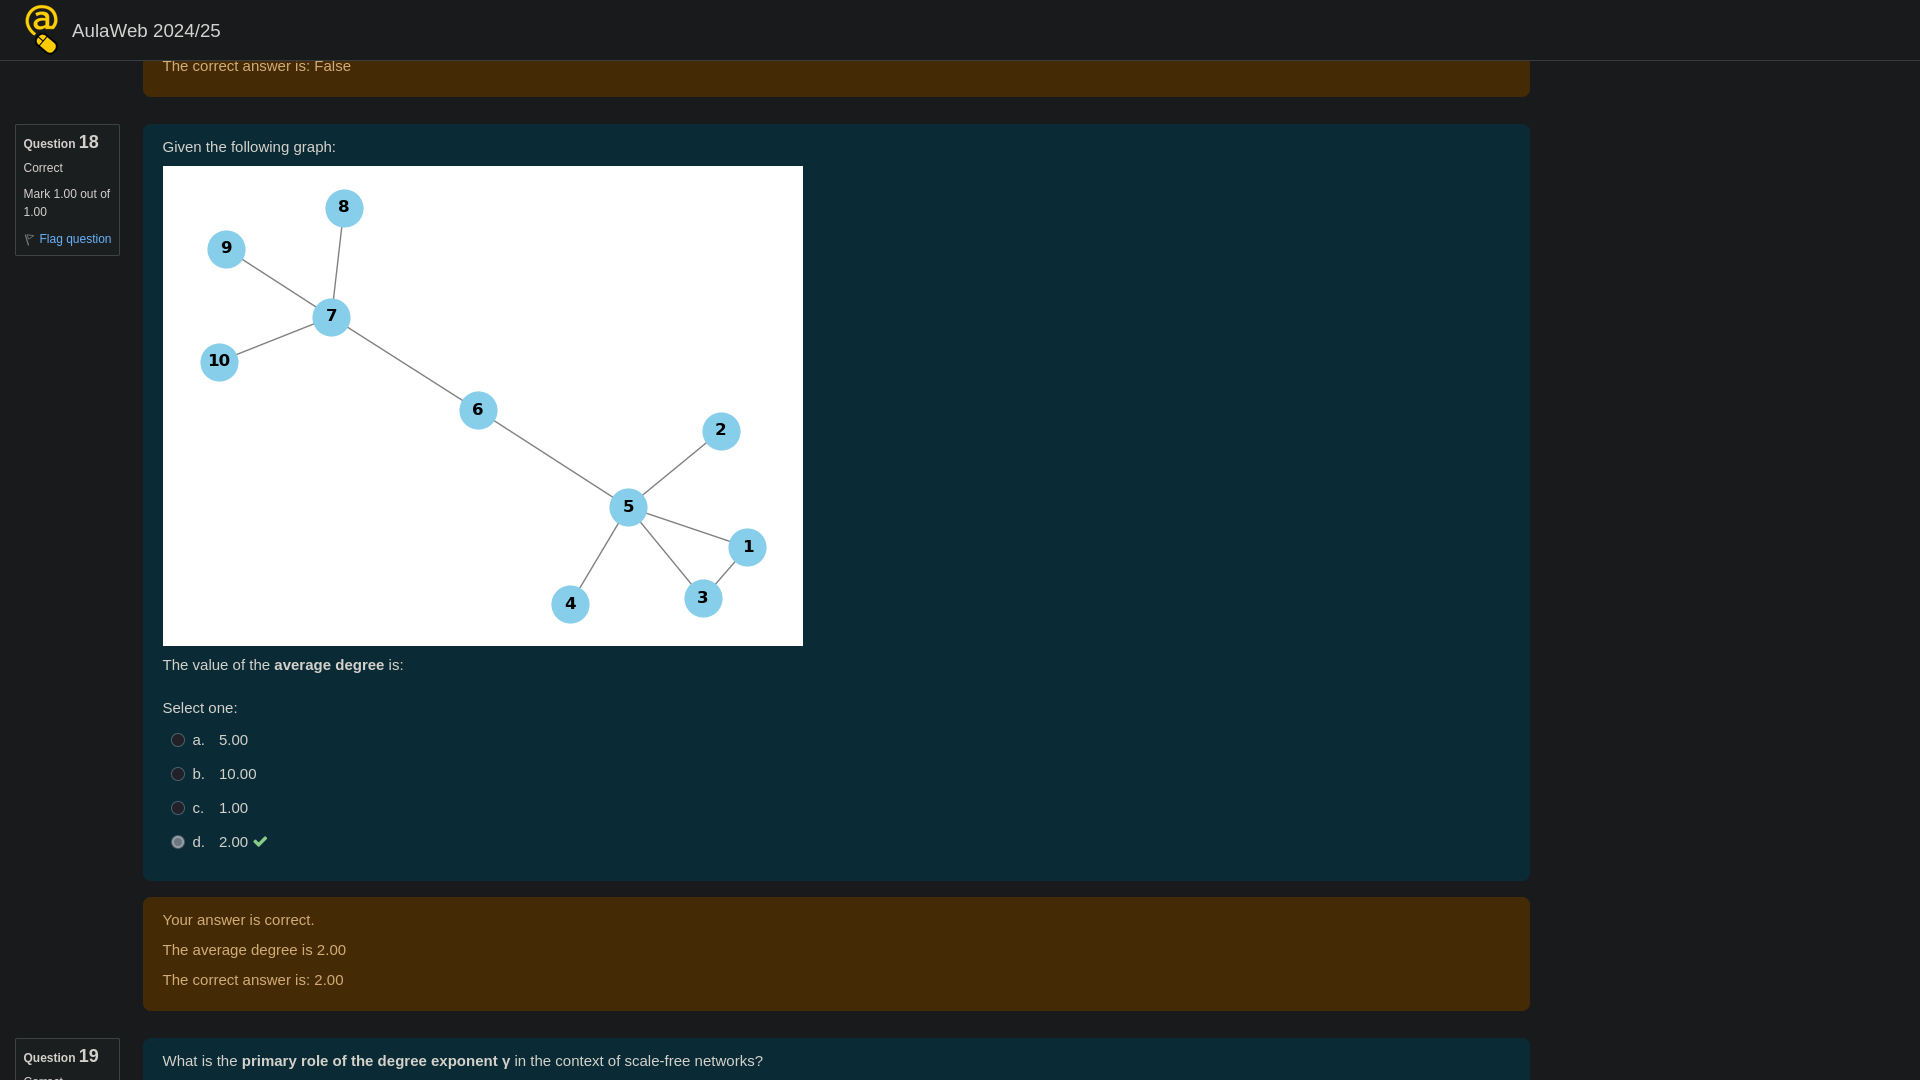 AulaWeb 2024/25
The correct answer is: False
Question 18
Correct
Mark 1.00 out of
1.00
Flag question
Given the following graph:
8
9
7
10
6
2
5
1
3
4
The value of the average degree is:
Select one:
a. 5.00
b. 10.00
c. 1.00
d. 2.00
Your answer is correct.
The average degree is 2.00
The correct answer is: 2.00
Question 19
Correct
What is the primary role of the degree exponent γ in the context of scale-free networks?